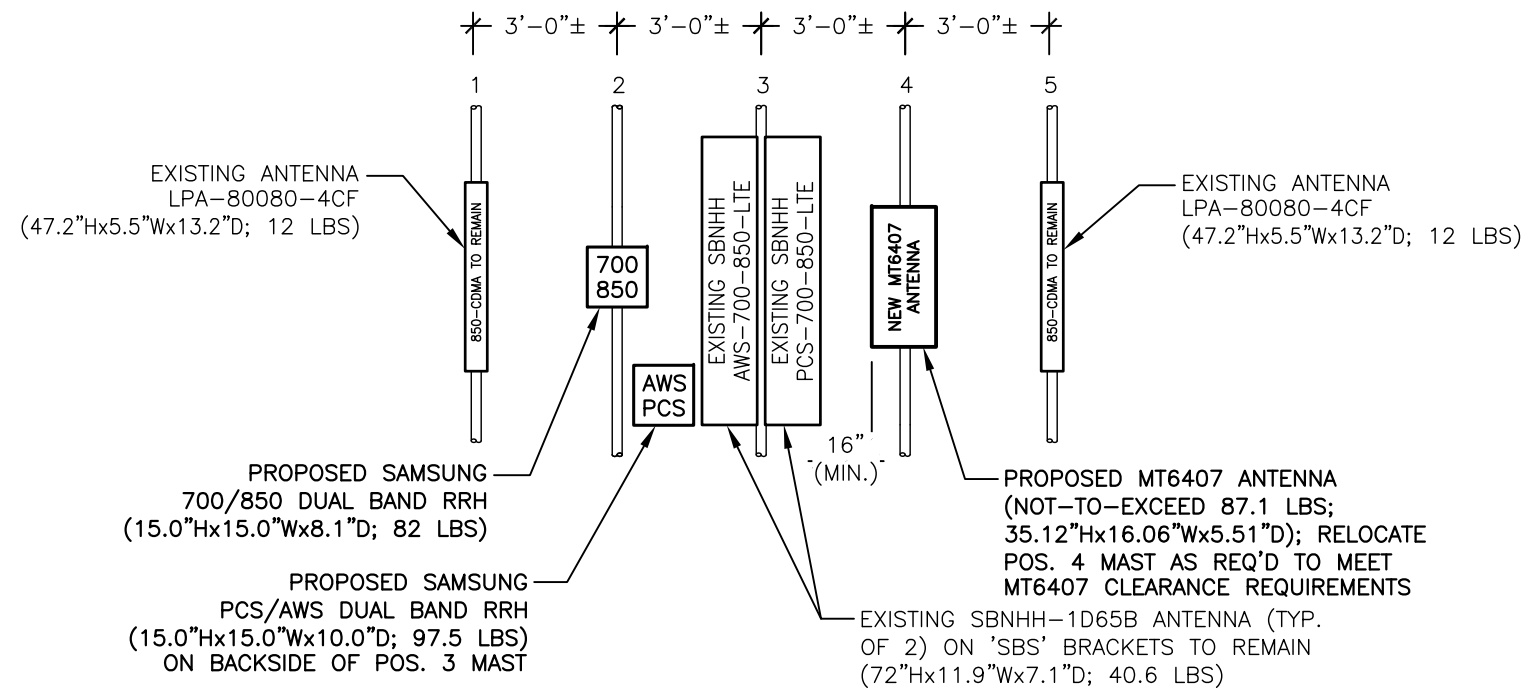 3'-0"± 3'-0"± 3'-0"± 3'-0"±
1 2 3 4 5
EXISTING ANTENNA
LPA-80080-4CF
(47.2"Hx5.5"Wx13.2"D; 12 LBS)
850-CDMA TO REMAIN
700
850
AWS
PCS
EXISTING SBNHH
AWS-700-850-LTE
EXISTING SBNHH
PCS-700-850-LTE
NEW MT6407
ANTENNA
850-CDMA TO REMAIN
EXISTING ANTENNA
LPA-80080-4CF
(47.2"Hx5.5"Wx13.2"D; 12 LBS)
16"
(MIN.)
PROPOSED SAMSUNG
700/850 DUAL BAND RRH
(15.0"Hx15.0"Wx8.1"D; 82 LBS)
PROPOSED MT6407 ANTENNA
(NOT-TO-EXCEED 87.1 LBS;
35.12"Hx16.06"Wx5.51"D); RELOCATE
POS. 4 MAST AS REQ'D TO MEET
MT6407 CLEARANCE REQUIREMENTS
PROPOSED SAMSUNG
PCS/AWS DUAL BAND RRH
(15.0"Hx15.0"Wx10.0"D; 97.5 LBS)
ON BACKSIDE OF POS. 3 MAST
EXISTING SBNHH-1D65B ANTENNA (TYP.
OF 2) ON 'SBS' BRACKETS TO REMAIN
(72"Hx11.9"Wx7.1"D; 40.6 LBS)